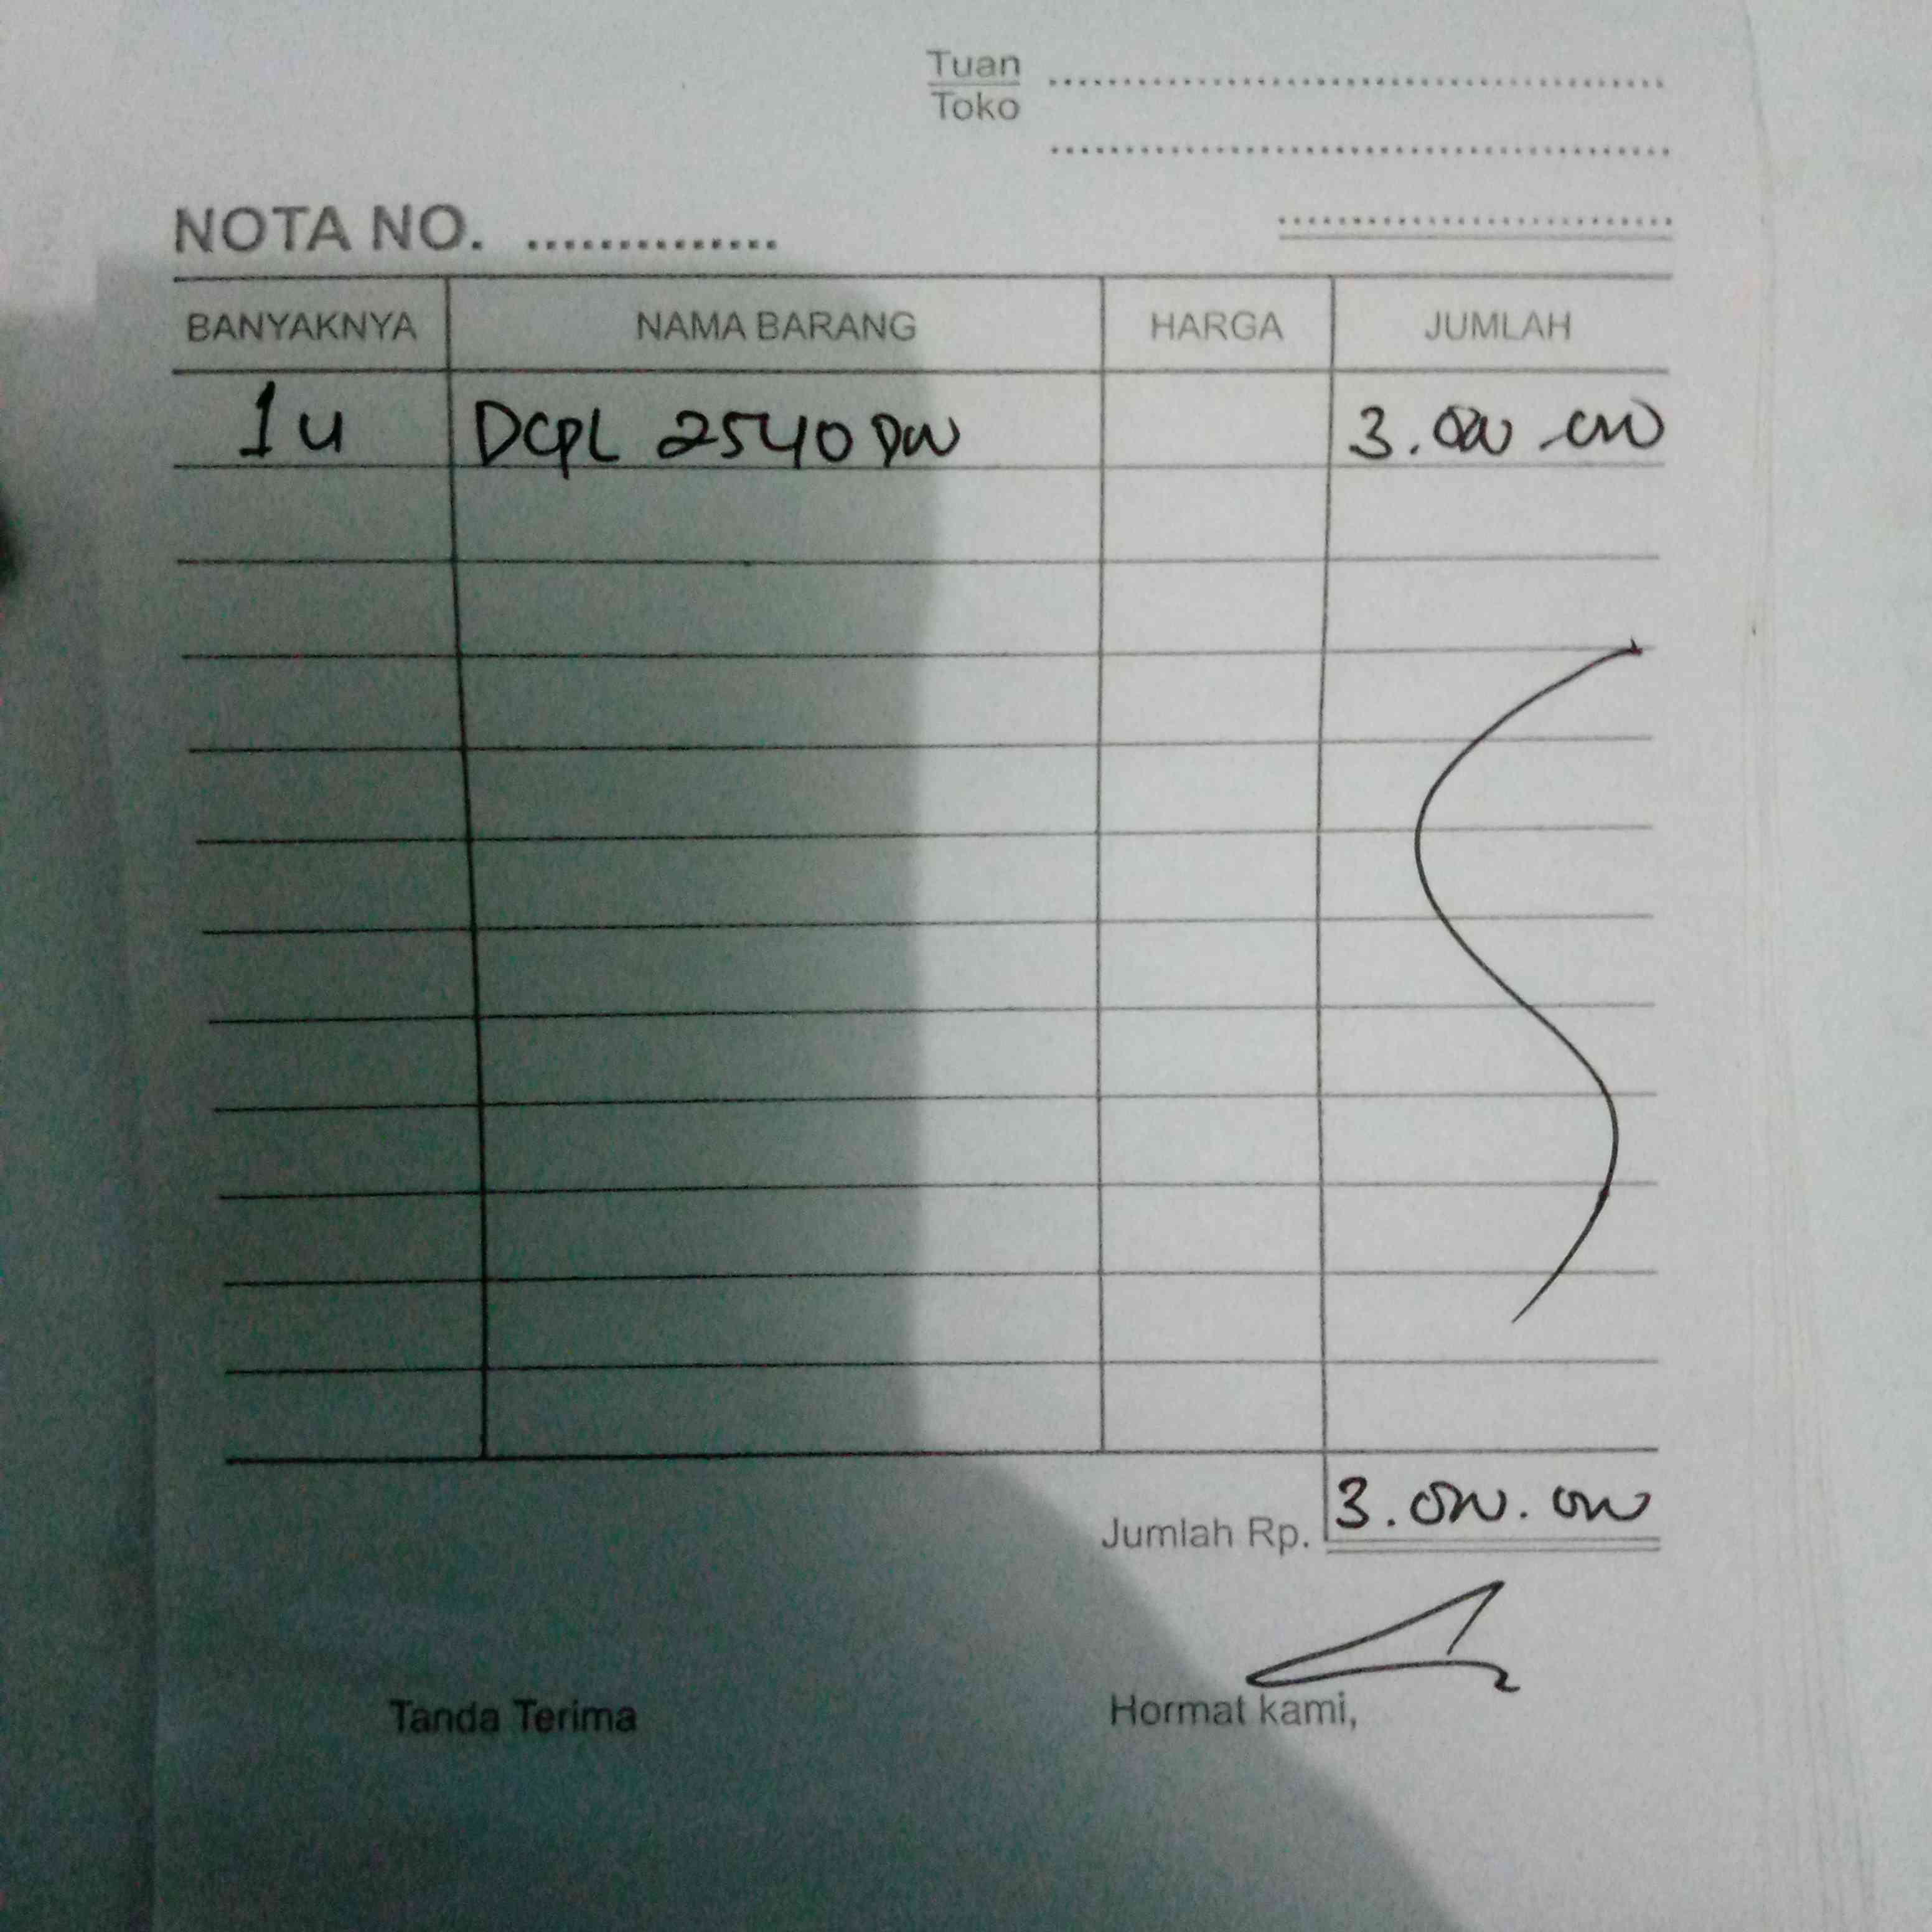 Tuan
Toko
NOTA NO. ..............
BANYAKNYA NAMA BARANG HARGA JUMLAH
1 u DCPL 2540 DW 3.000.000
Jumlah Rp. 3.000.000
Tanda Terima Hormat kami,